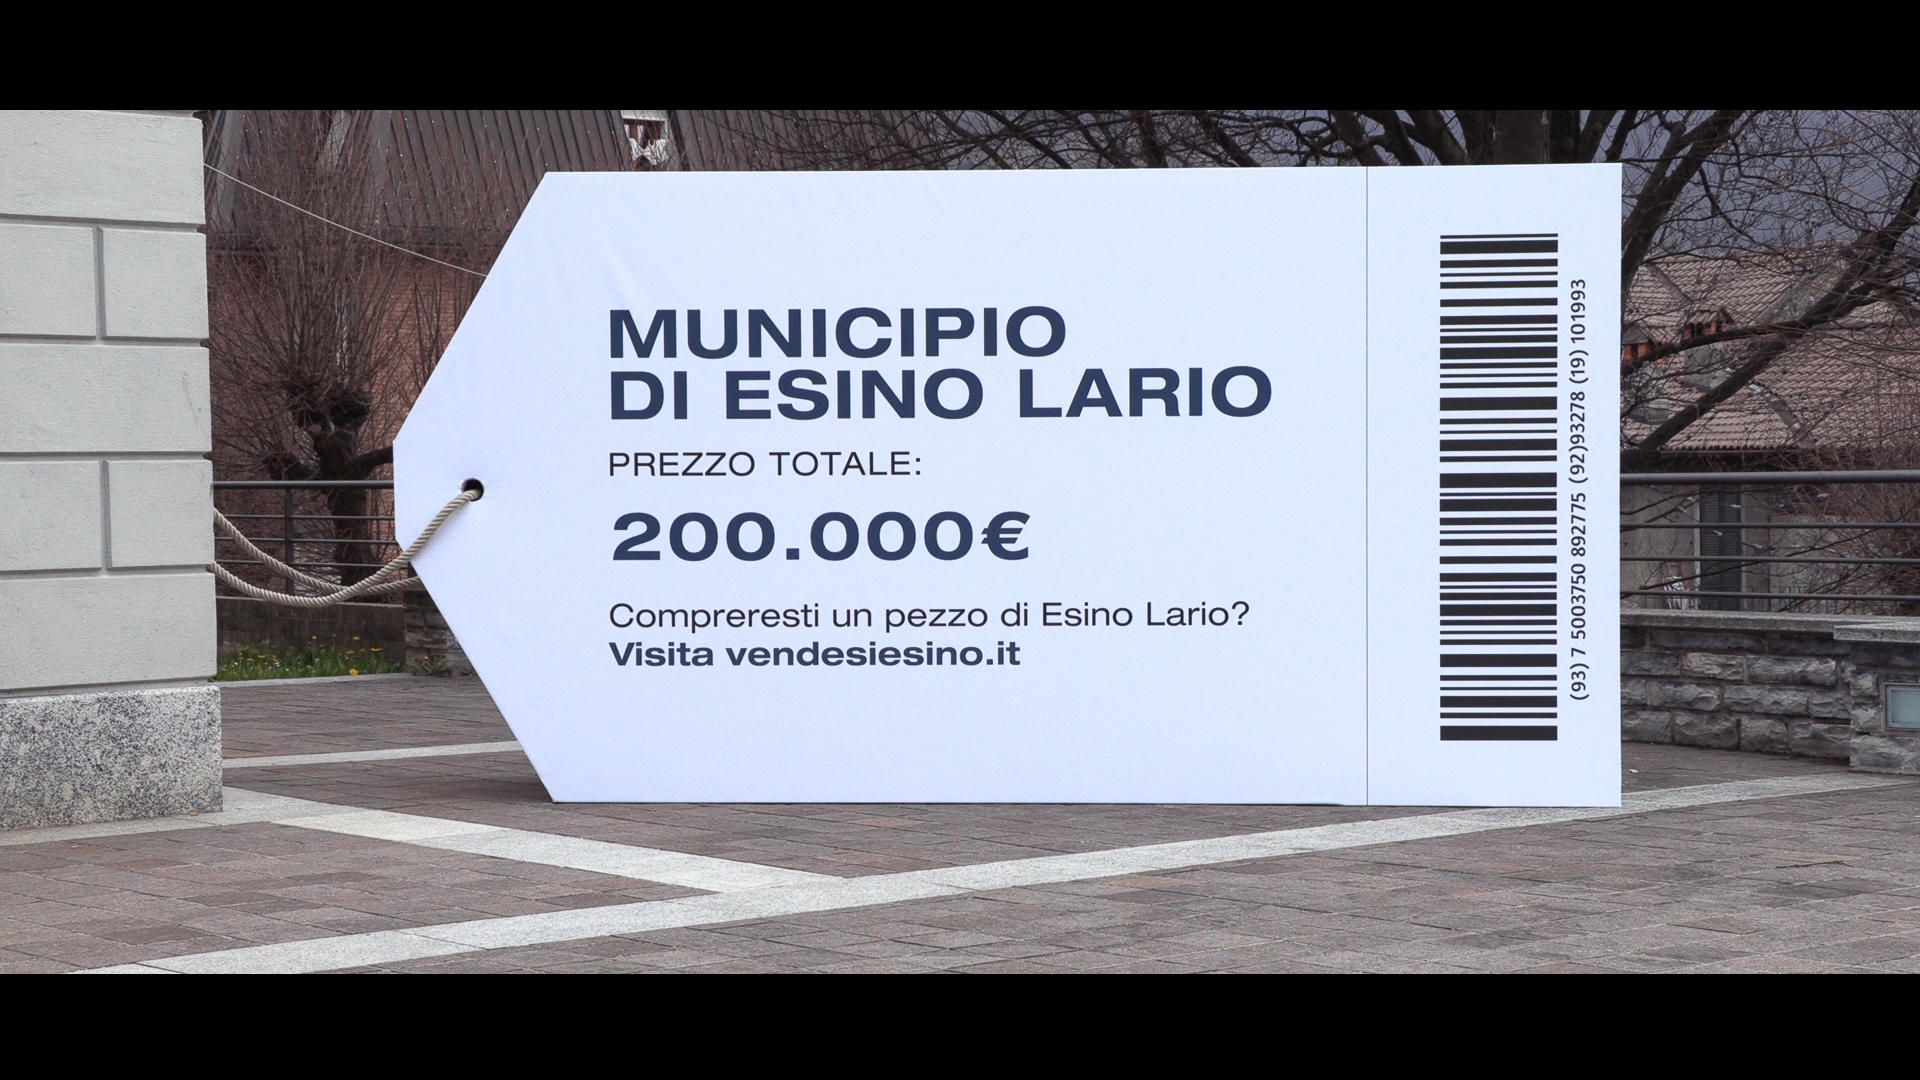 MUNICIPIO
DI ESINO LARIO
PREZZO TOTALE:
200.000€
Compreresti un pezzo di Esino Lario?
Visita vendesiesino.it
(93) 7 5003750 892775 (92)93278 (19) 101993